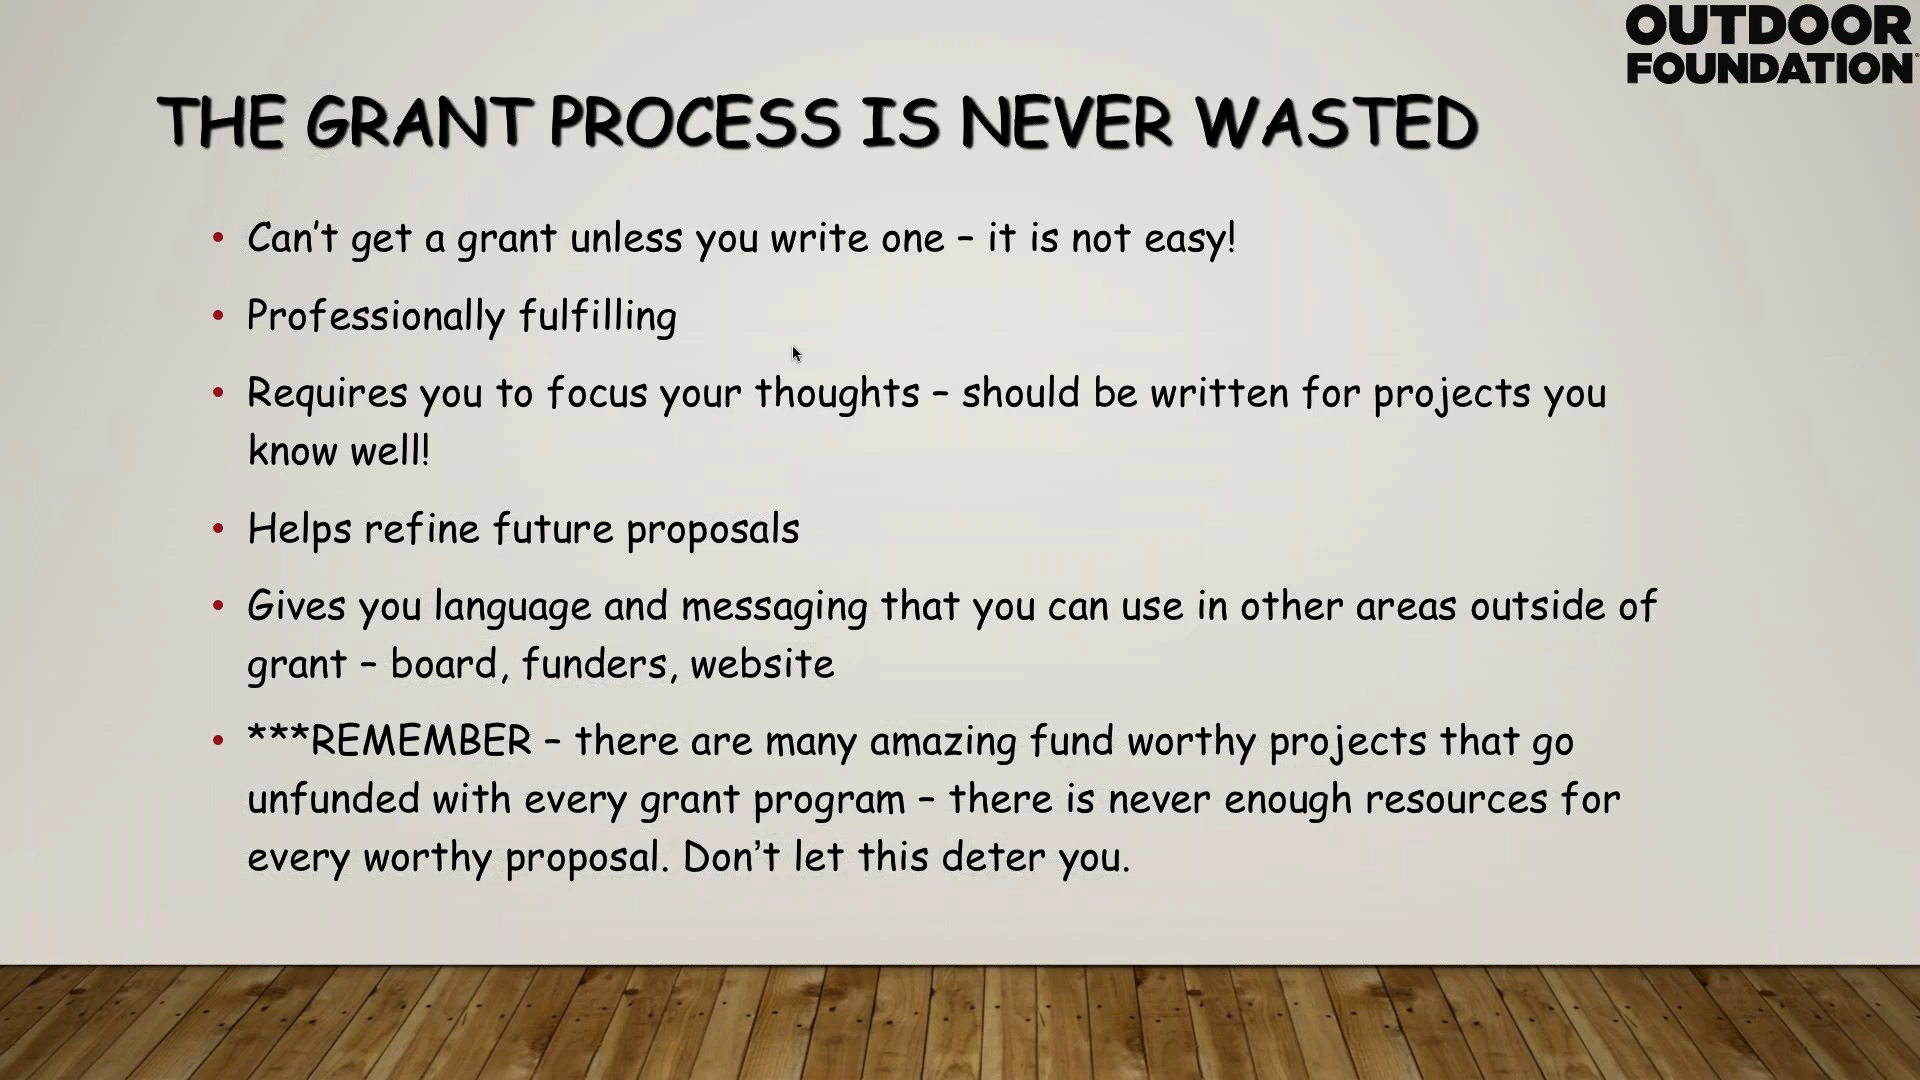 OUTDOOR
FOUNDATION
THE GRANT PROCESS IS NEVER WASTED
• Can't get a grant unless you write one – it is not easy!
• Professionally fulfilling
• Requires you to focus your thoughts – should be written for projects you
know well!
• Helps refine future proposals
• Gives you language and messaging that you can use in other areas outside of
grant – board, funders, website
• ***REMEMBER – there are many amazing fund worthy projects that go
unfunded with every grant program – there is never enough resources for
every worthy proposal. Don't let this deter you.